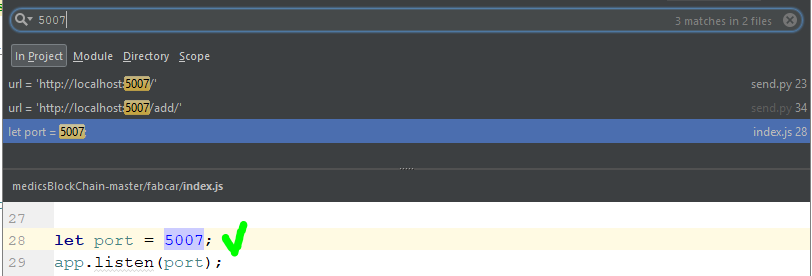 5007
3 matches in 2 files
In Project Module Directory Scope
url = 'http://localhost:5007/' send.py 23
url = 'http://localhost:5007/add/' send.py 34
let port = 5007; index.js 28
medicsBlockChain-master/fabcar/index.js
27
28 let port = 5007;
29 app.listen(port);